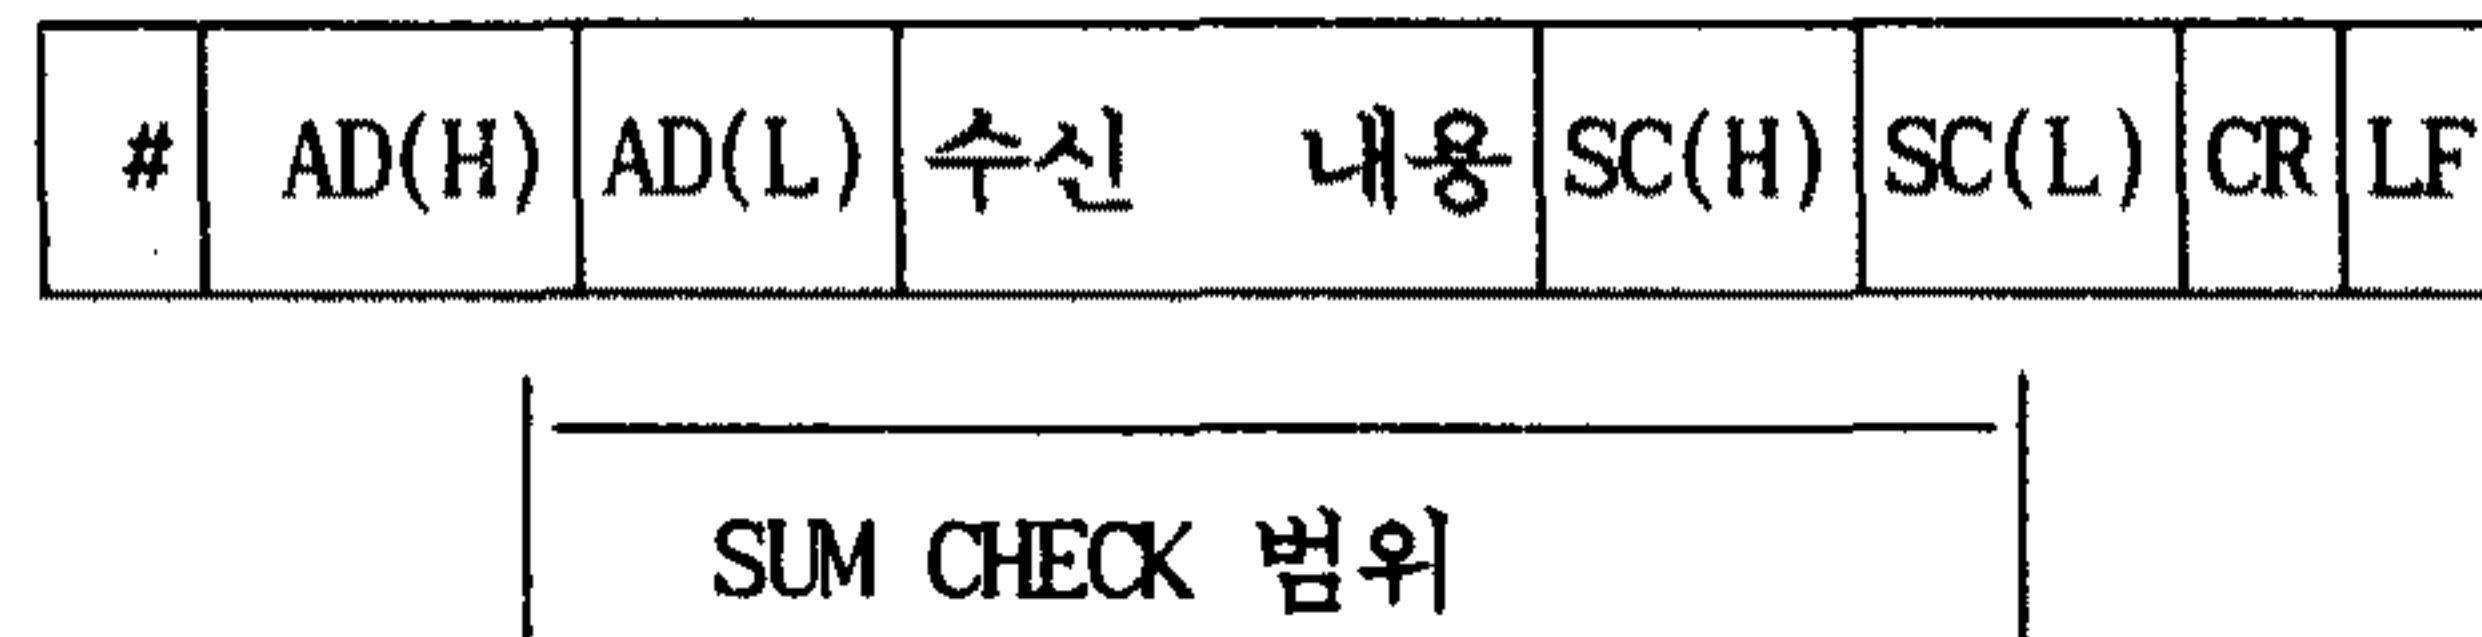 # AD(H) AD(L) 수신 내용 SC(H) SC(L) CR LF
SUM CHECK 범위